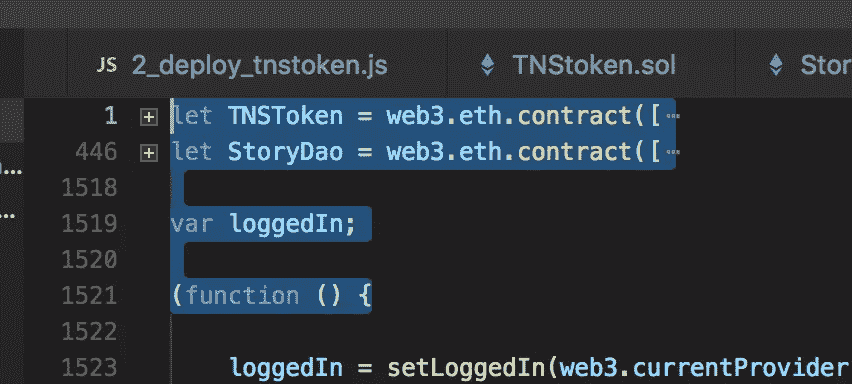 JS 2_deploy_tnstoken.js TNStoken.sol Stor
1 let TNSToken = web3.eth.contract([…
446 let StoryDao = web3.eth.contract([…
1518
1519 var loggedIn;
1520
1521 (function () {
1522
1523 loggedIn = setLoggedIn(web3.currentProvider